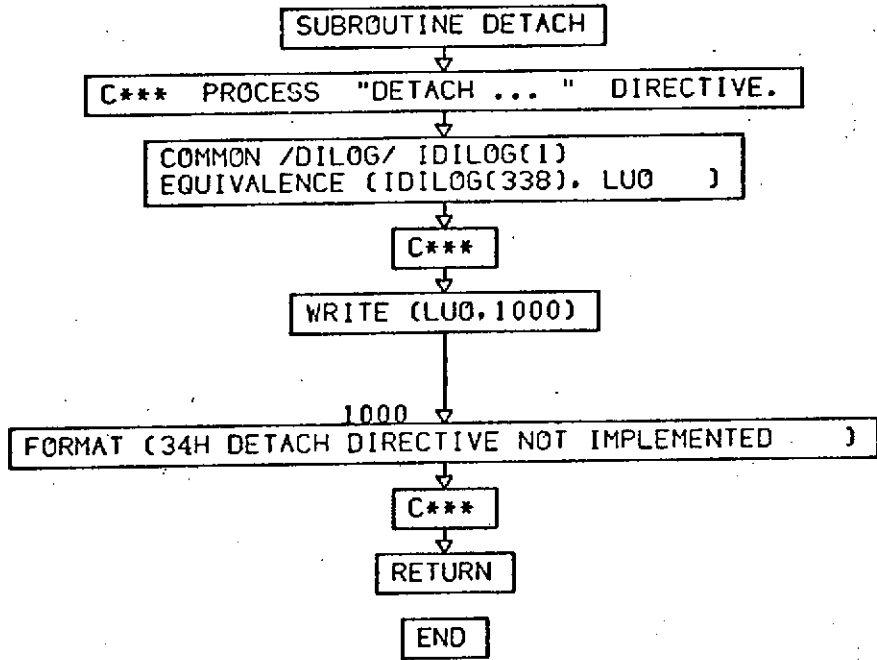 SUBROUTINE DETACH
C*** PROCESS "DETACH ... " DIRECTIVE.
COMMON /DILOG/ IDILOG(1)
EQUIVALENCE (IDILOG(338), LUO )
C***
WRITE (LUO,1000)
1000
FORMAT (34H DETACH DIRECTIVE NOT IMPLEMENTED )
C***
RETURN
END